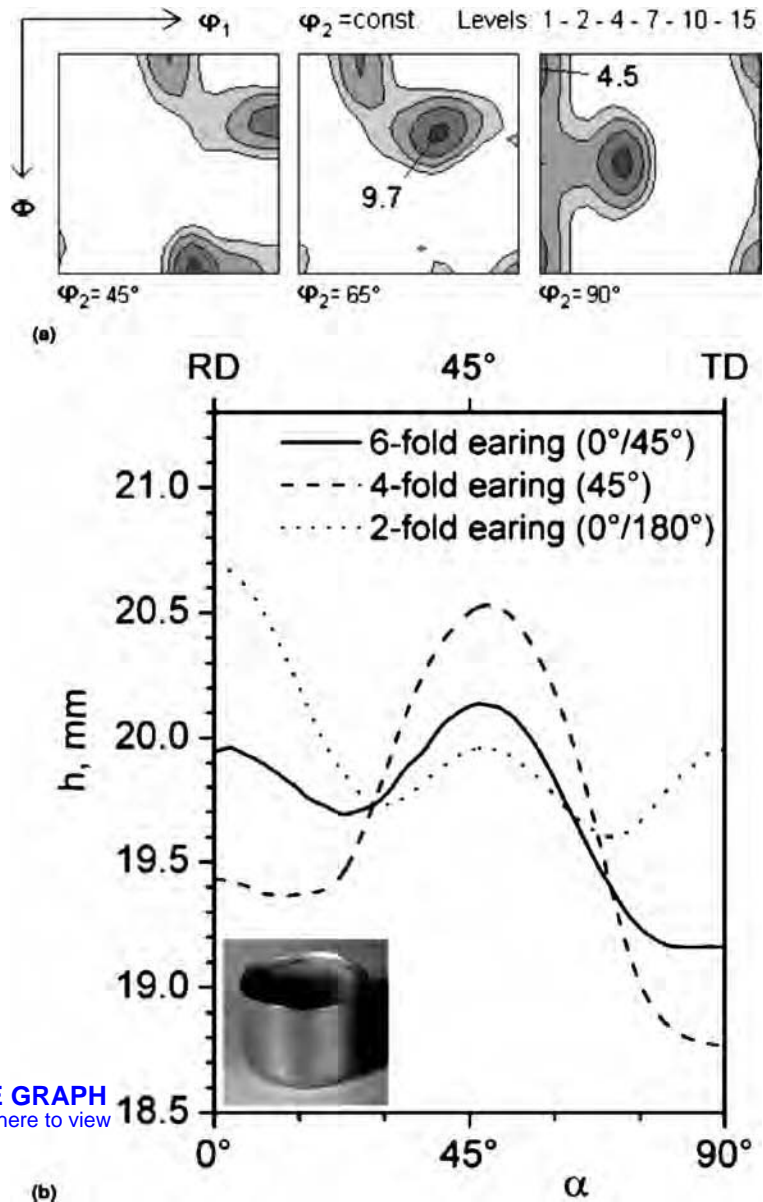 φ₁ φ₂ =const. Levels: 1 - 2 - 4 - 7 - 10 - 15
Φ
4.5
9.7
φ₂= 45° φ₂= 65° φ₂= 90°
(a)
RD 45° TD
6-fold earing (0°/45°)
4-fold earing (45°)
2-fold earing (0°/180°)
21.0
20.5
20.0
h, mm
19.5
19.0
18.5
E GRAPH
here to view
0° 45° 90°
α
(b)